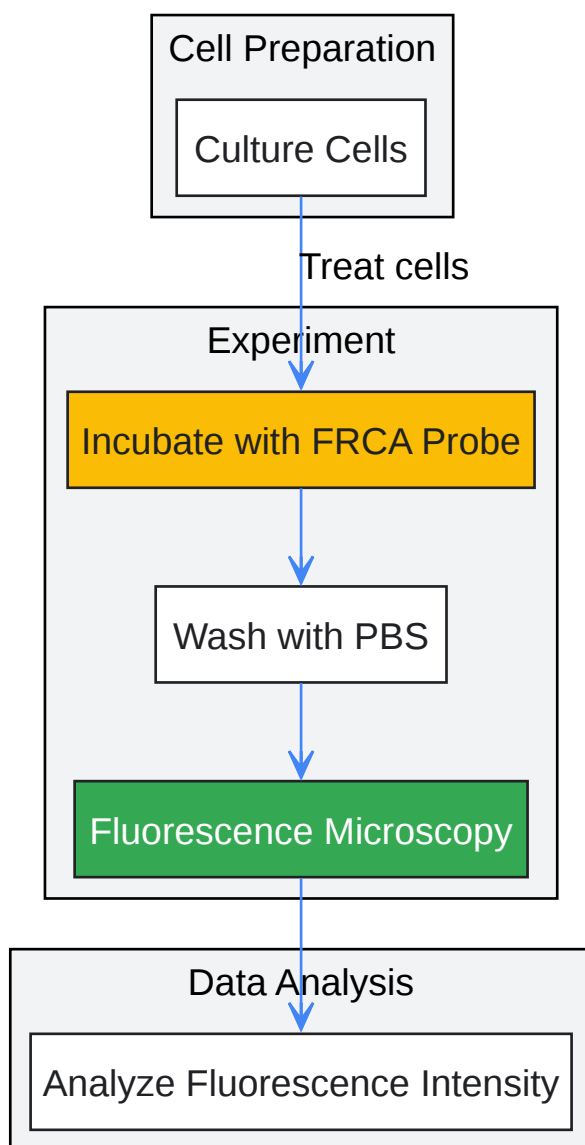 Cell Preparation
Culture Cells
Treat cells
Experiment
Incubate with FRCA Probe
Wash with PBS
Fluorescence Microscopy
Data Analysis
Analyze Fluorescence Intensity